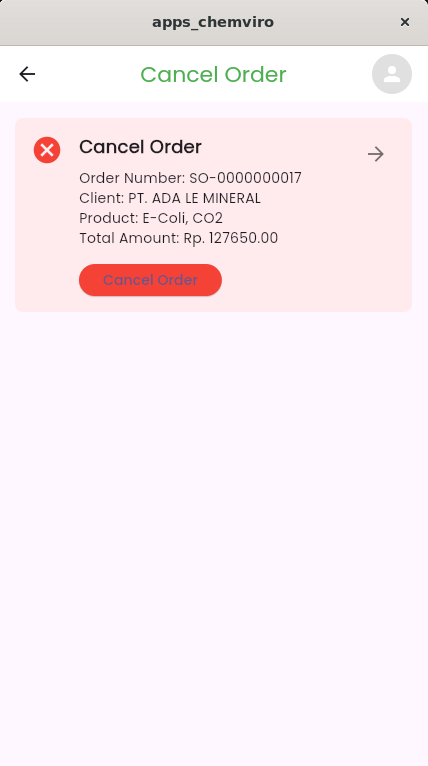 apps_chemviro
Cancel Order
Cancel Order
Order Number: SO-0000000017
Client: PT. ADA LE MINERAL
Product: E-Coli, CO2
Total Amount: Rp. 127650.00
Cancel Order